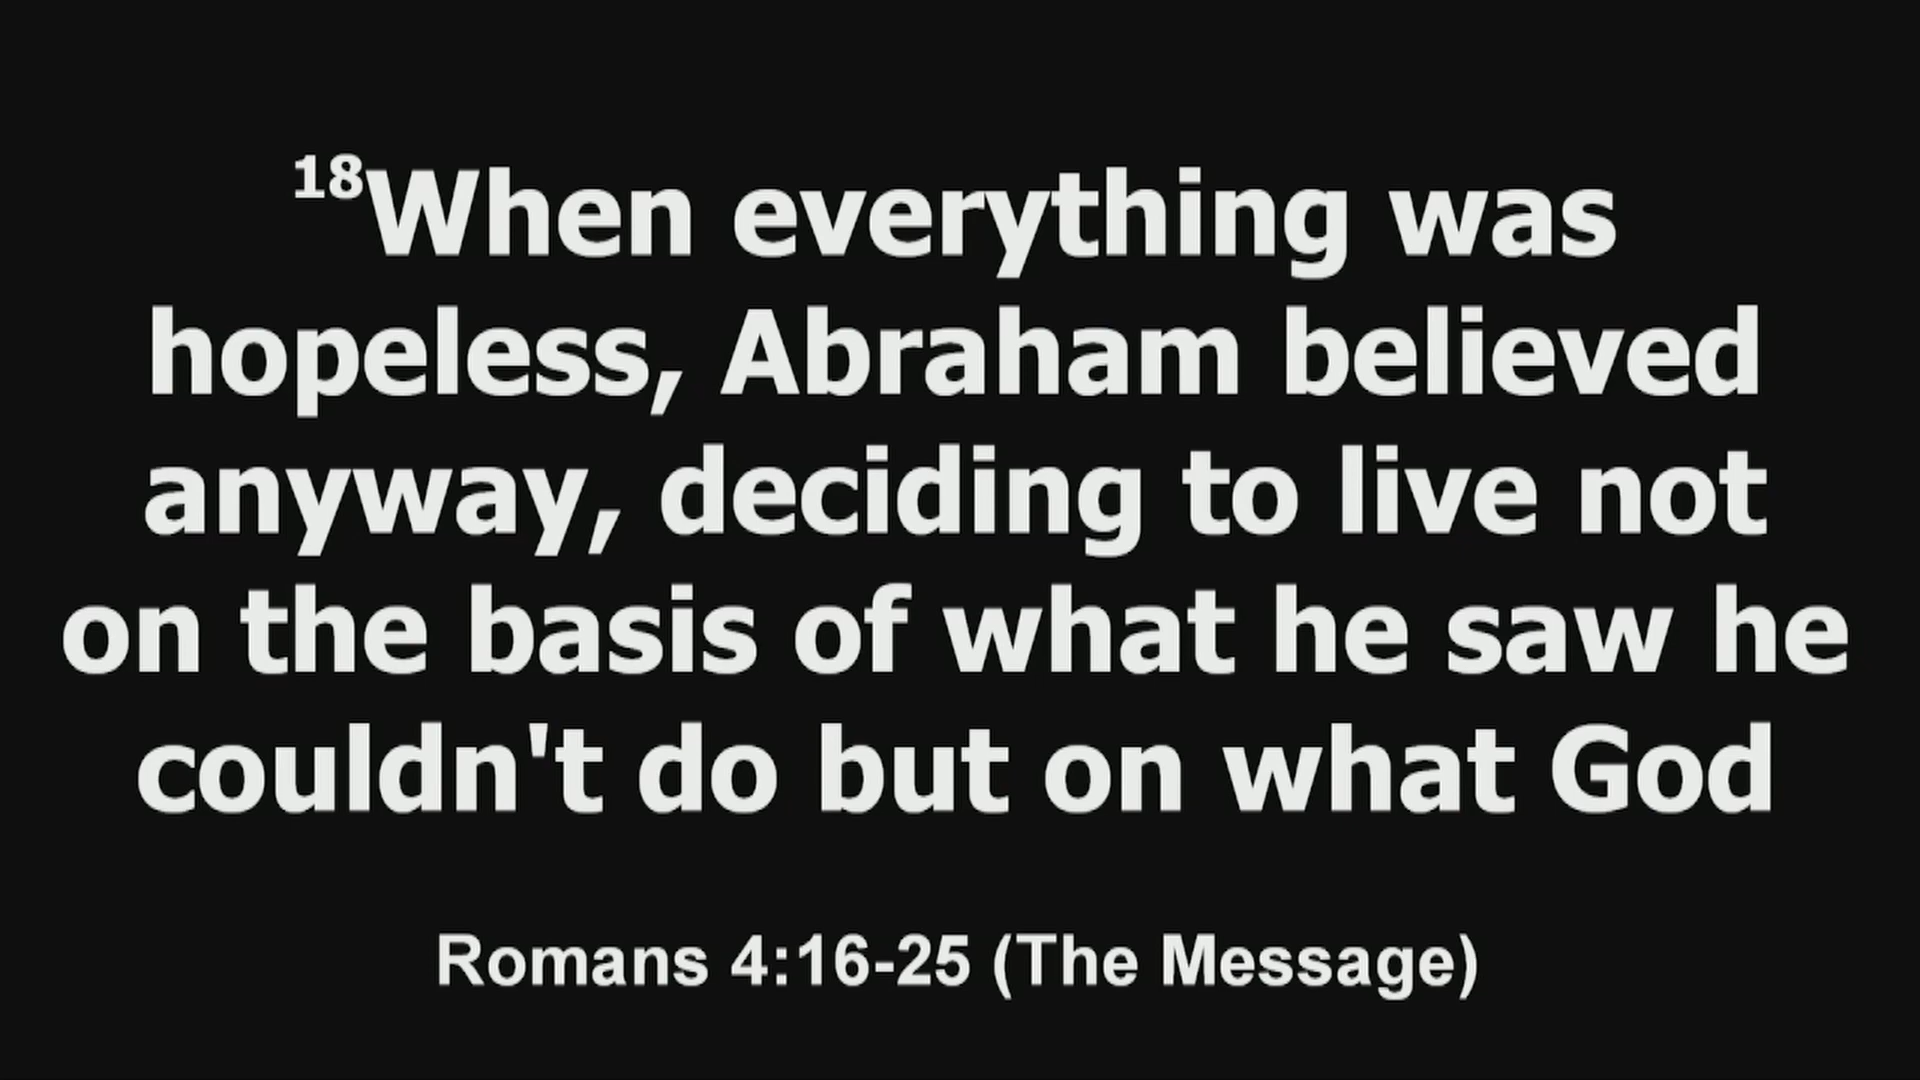 18When everything was
hopeless, Abraham believed
anyway, deciding to live not
on the basis of what he saw he
couldn't do but on what God
Romans 4:16-25 (The Message)